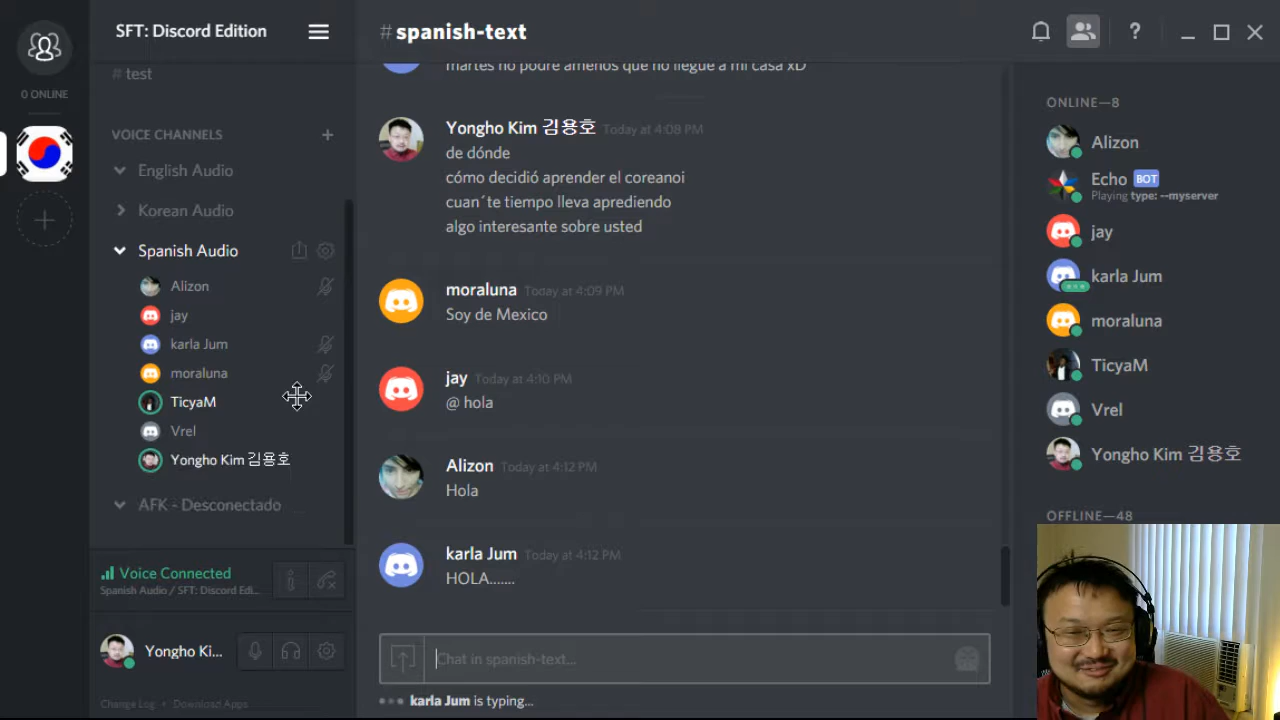 SFT: Discord Edition
# spanish-text
0 ONLINE
# test
VOICE CHANNELS
English Audio
Korean Audio
Spanish Audio
Alizon
jay
karla Jum
moraluna
TicyaM
Vrel
Yongho Kim 김용호
AFK - Desconectado
Voice Connected
Spanish Audio / SFT: Discord Edi...
Yongho Ki...
Change Log • Download Apps
martes no podre amenos que no llegue a mi casa xD
Yongho Kim 김용호 Today at 4:08 PM
de dónde
cómo decidió aprender el coreanoi
cuan´te tiempo lleva aprediendo
algo interesante sobre usted
moraluna Today at 4:09 PM
Soy de Mexico
jay Today at 4:10 PM
@ hola
Alizon Today at 4:12 PM
Hola
karla Jum Today at 4:12 PM
HOLA.......
Chat in spanish-text...
karla Jum is typing...
ONLINE—8
Alizon
Echo BOT
Playing type: --myserver
jay
karla Jum
moraluna
TicyaM
Vrel
Yongho Kim 김용호
OFFLINE—48